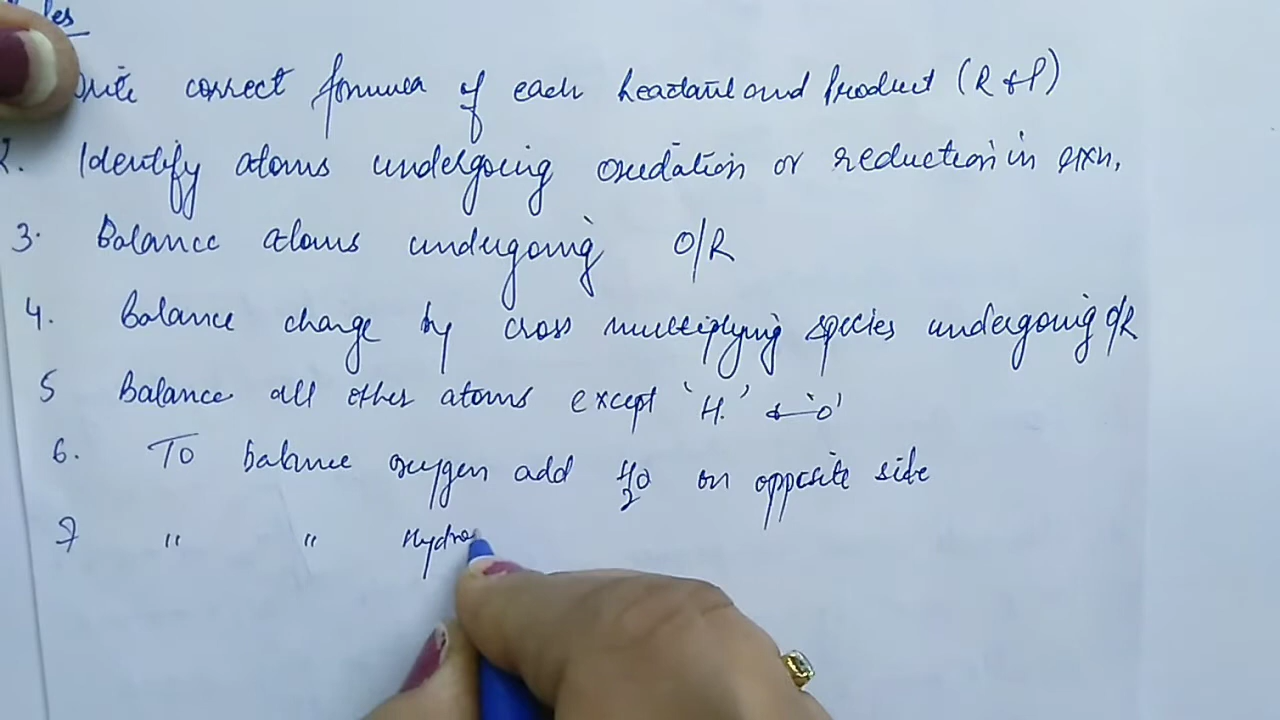 les
rite correct formula of each Reactant and Product (R & P)
2. Identify atoms undergoing oxidation or reduction in rxn.
3. Balance atoms undergoing O/R
4. Balance charge by cross multiplying species undergoing O/R
5 Balance all other atoms except 'H' & 'O'
6. To balance oxygen add H2O on opposite side
7 " " Hydro